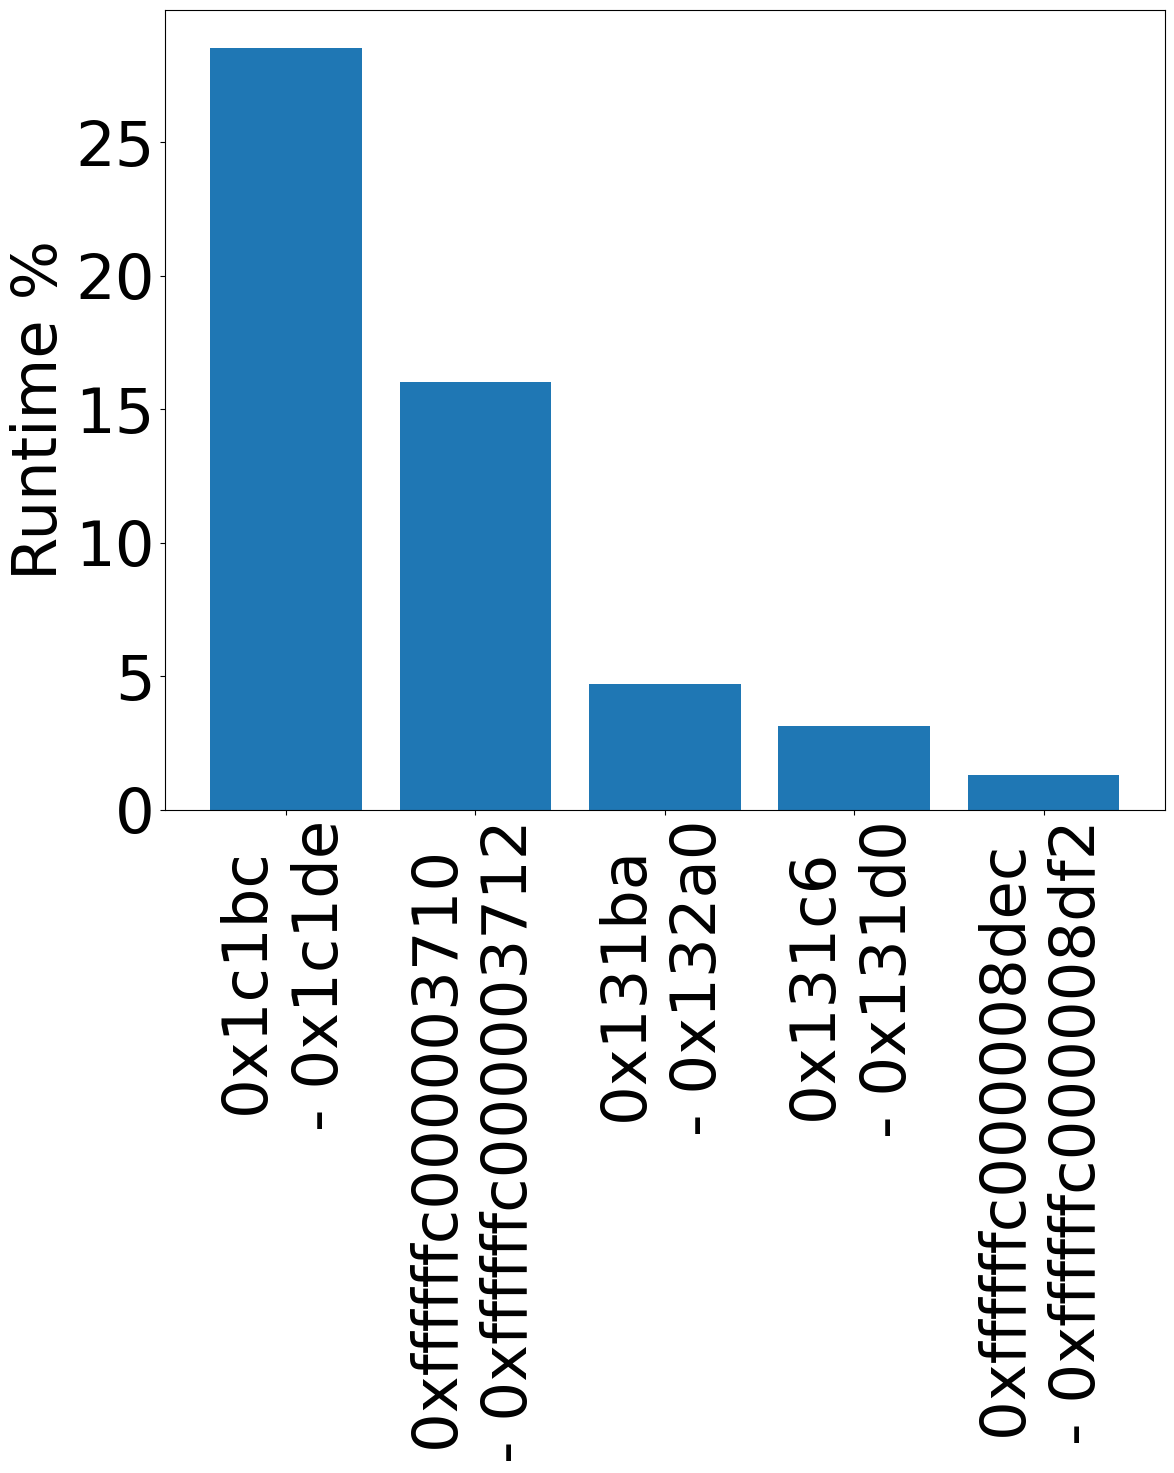 Runtime %
25
20
15
10
5
0
0x1c1bc
- 0x1c1de
0xffffffc000003710
- 0xffffffc000003712
0x131ba
- 0x132a0
0x131c6
- 0x131d0
0xffffffc000008dec
- 0xffffffc000008df2